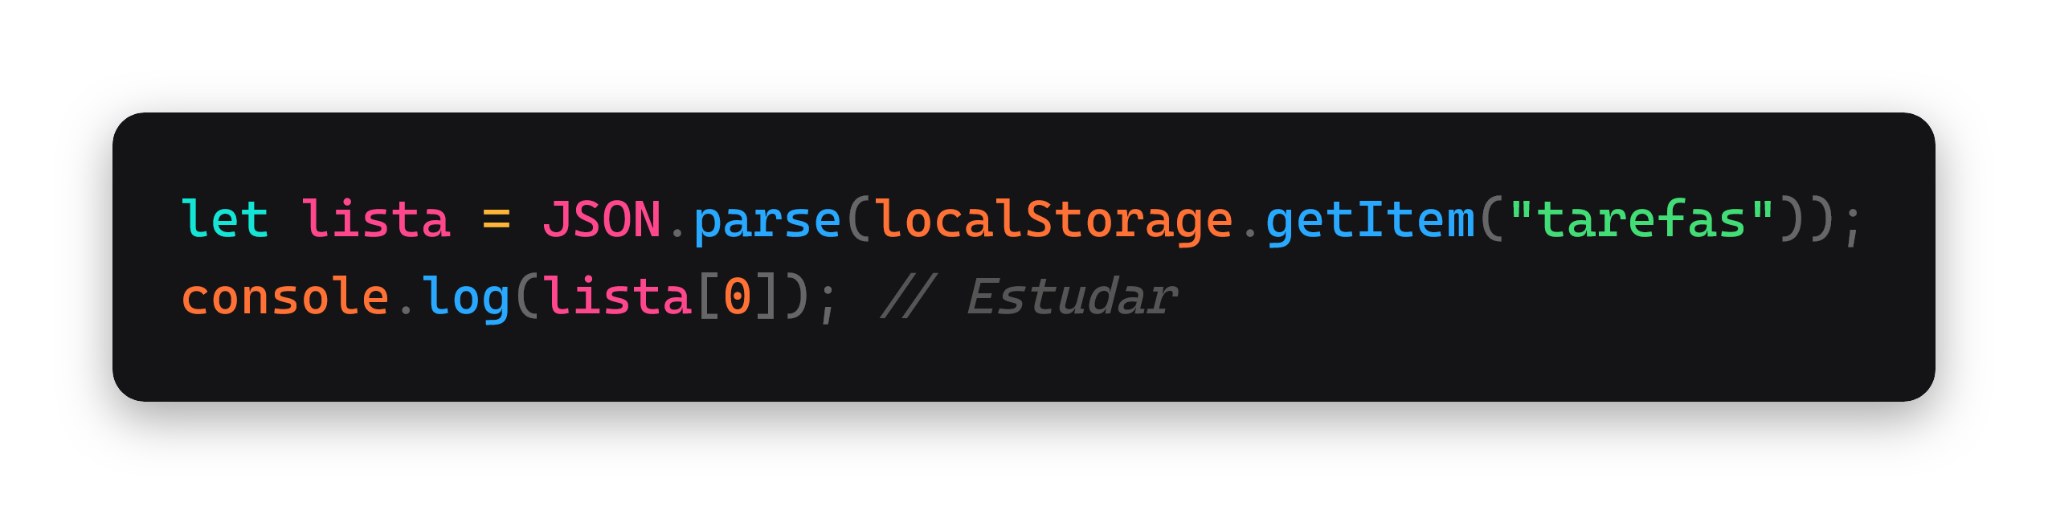 let lista = JSON.parse(localStorage.getItem("tarefas"));
console.log(lista[0]); // Estudar